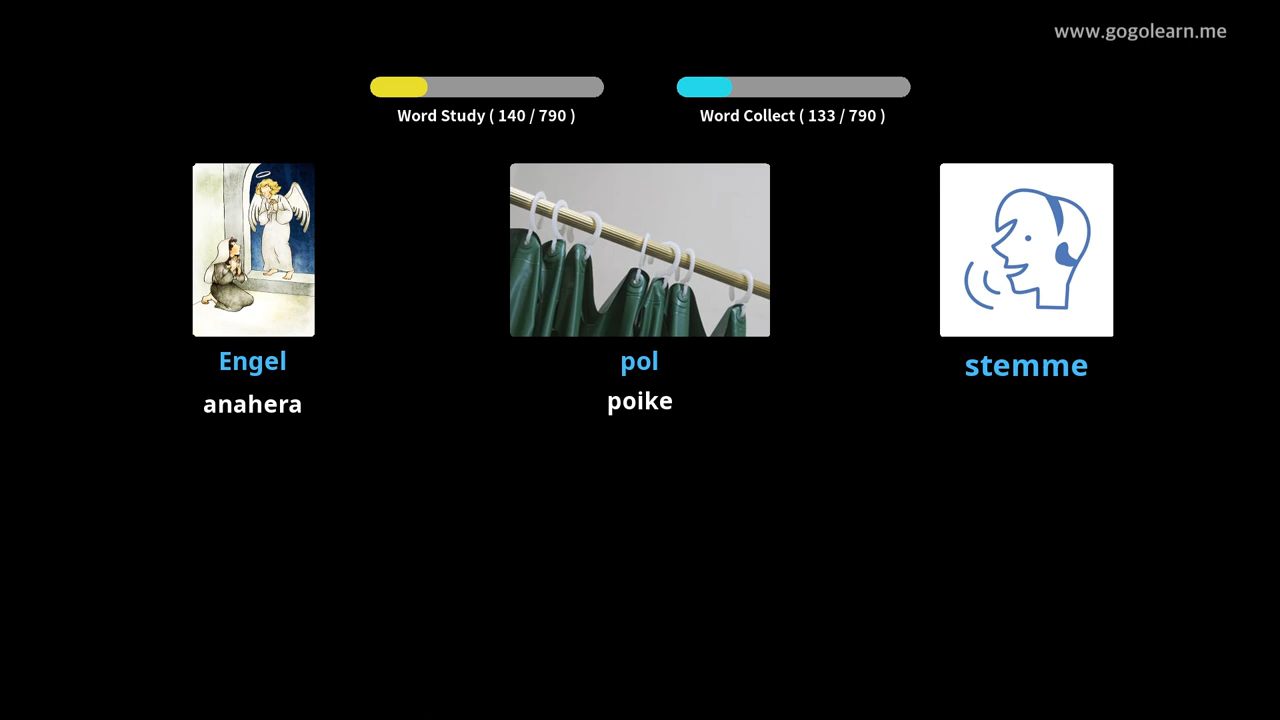 www.gogolearn.me
Word Study ( 140 / 790 )
Word Collect ( 133 / 790 )
Engel
anahera
pol
poike
stemme